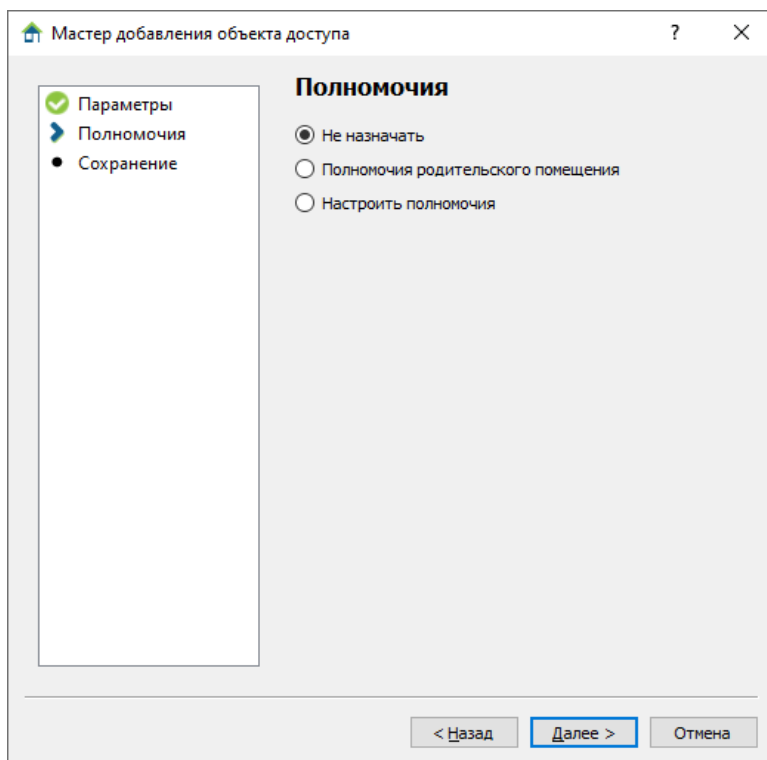 Мастер добавления объекта доступа
?
Параметры
Полномочия
Сохранение
Полномочия
Не назначать
Полномочия родительского помещения
Настроить полномочия
< Назад
Далее >
Отмена